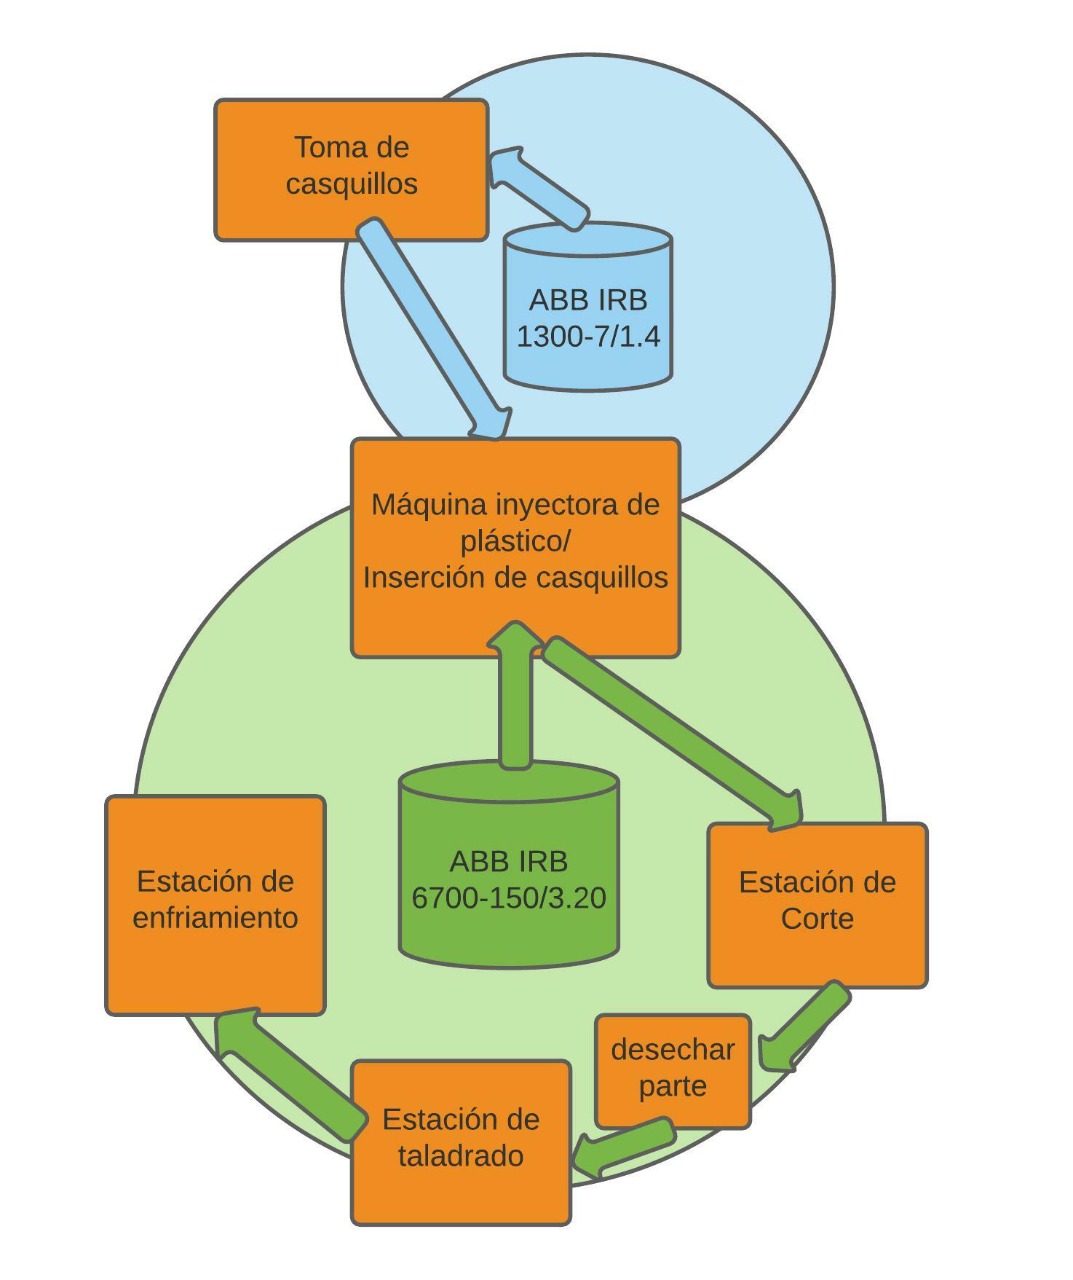 Toma de
casquillos
ABB IRB
1300-7/1.4
Máquina inyectora de
plástico/
Inserción de casquillos
ABB IRB
6700-150/3.20
Estación de
enfriamiento
Estación de
Corte
desechar
parte
Estación de
taladrado